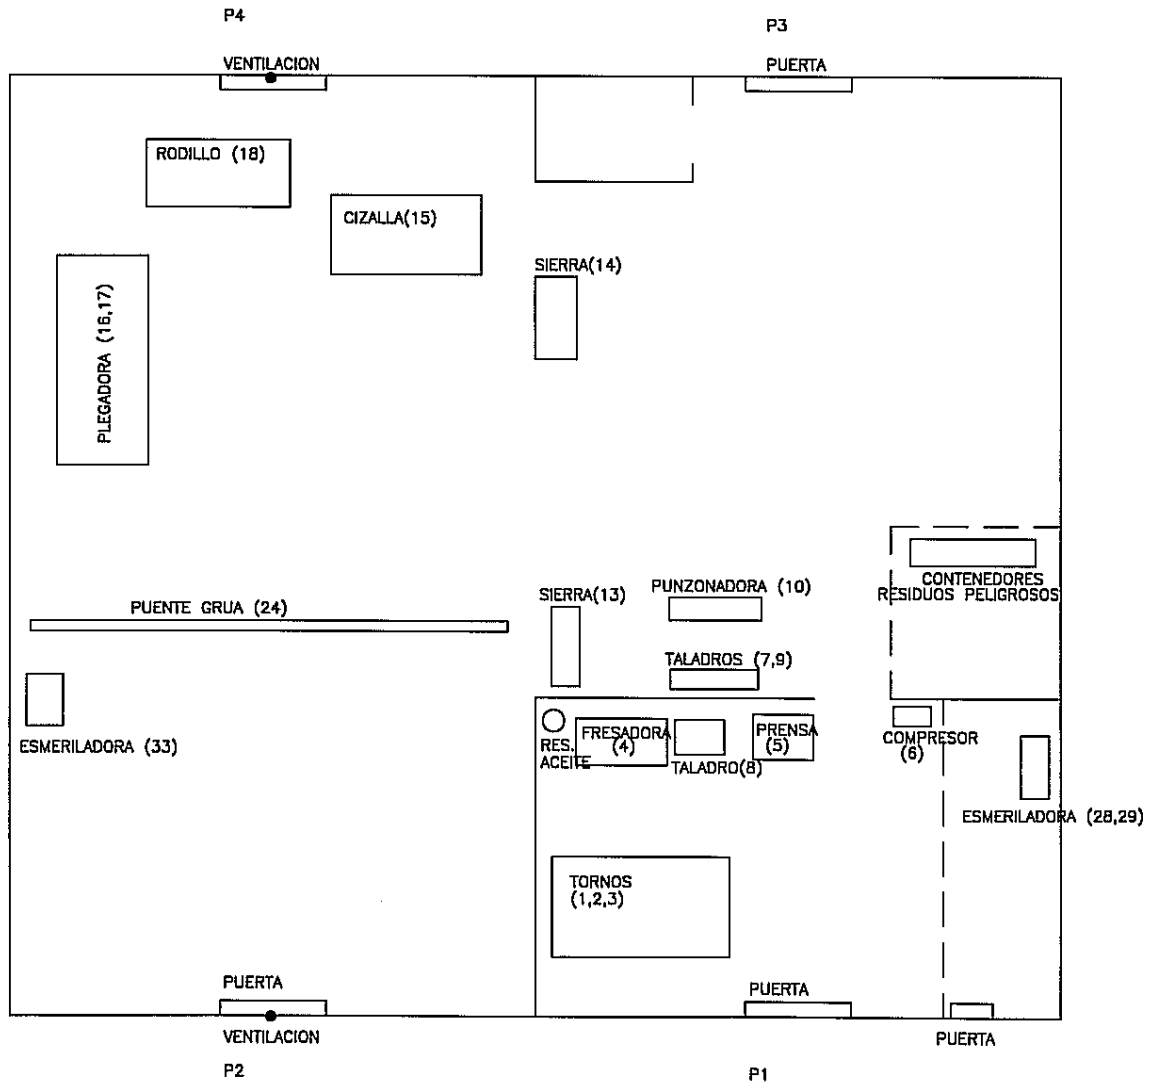 P4
P3
VENTILACION
PUERTA
RODILLO (18)
CIZALLA(15)
SIERRA(14)
PLEGADORA (16,17)
CONTENEDORES
RESIDUOS PELIGROSOS
PUENTE GRUA (24)
SIERRA(13)
PUNZONADORA (10)
TALADROS (7,9)
ESMERILADORA (33)
RES.
ACEITE
FRESADORA
(4)
TALADRO(8)
PRENSA
(5)
COMPRESOR
(6)
ESMERILADORA (28,29)
TORNOS
(1,2,3)
PUERTA
PUERTA
VENTILACION
PUERTA
P2
P1